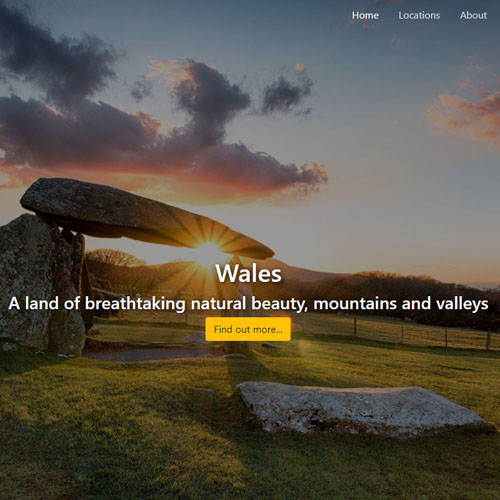 Home Locations About
Wales
A land of breathtaking natural beauty, mountains and valleys
Find out more...